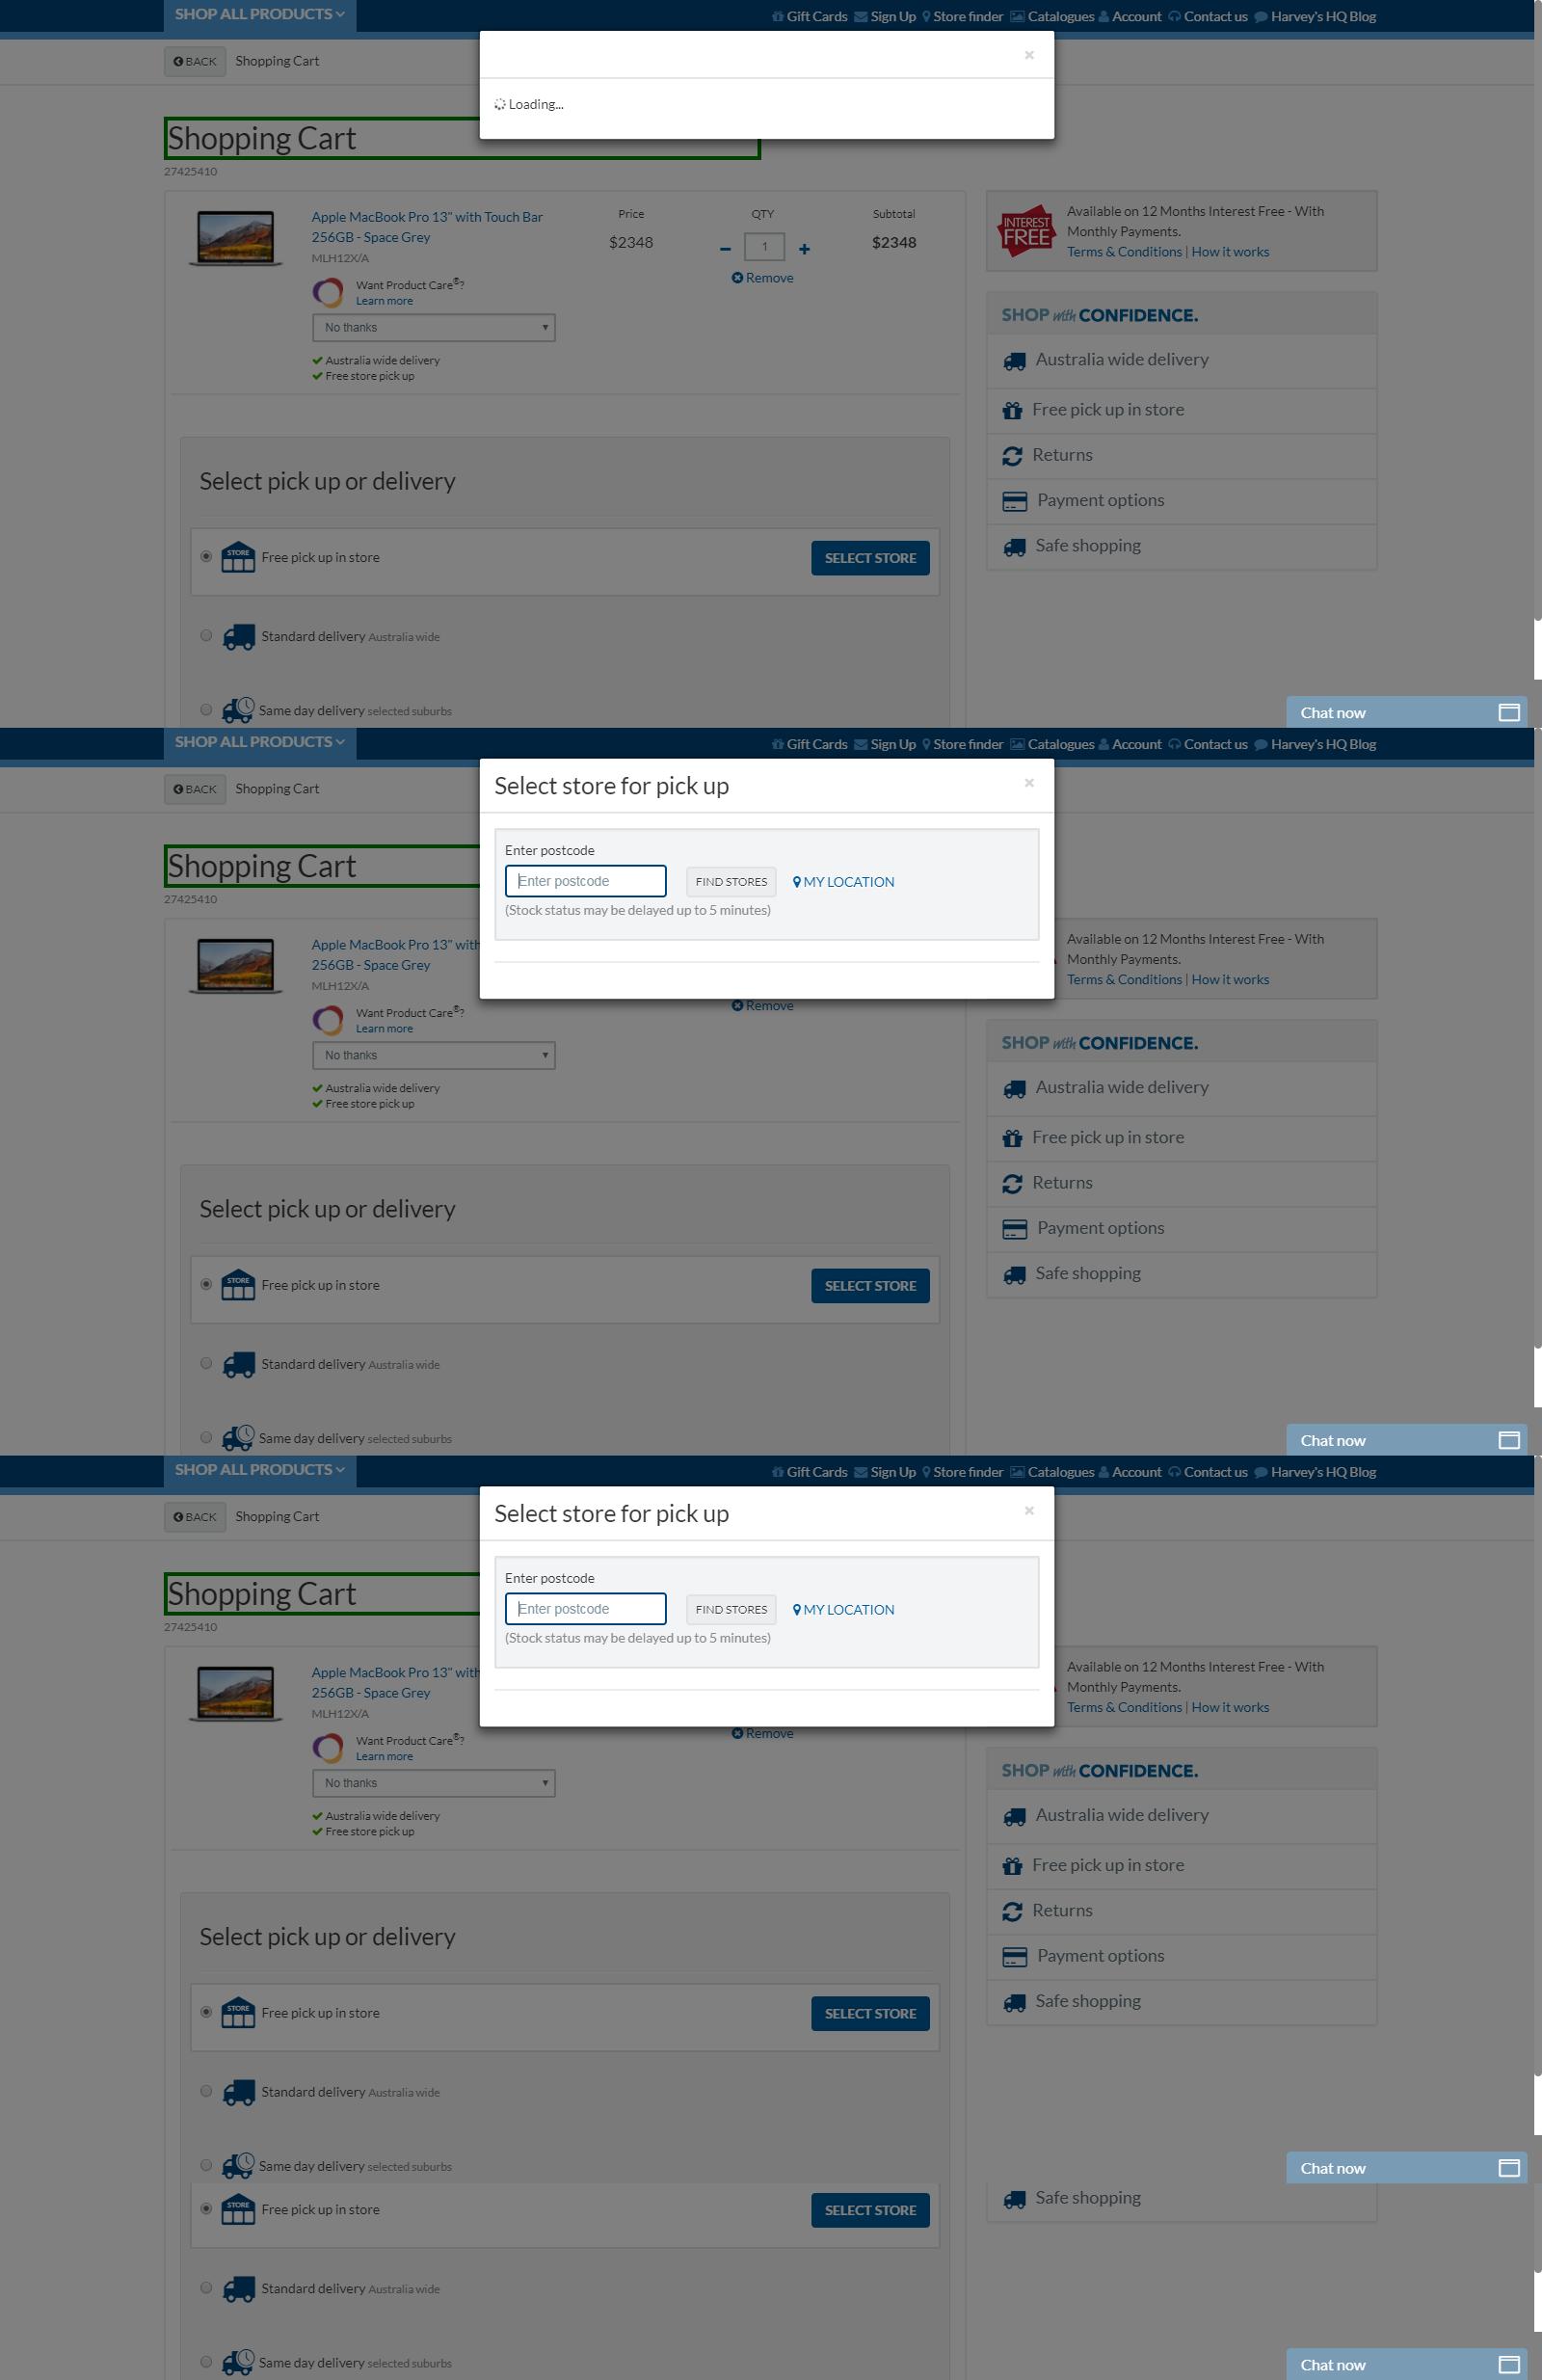 SHOP ALL PRODUCTS
Gift Cards Sign Up Store finder Catalogues Account Contact us Harvey's HQ Blog
×
BACK Shopping Cart
Loading...
Shopping Cart
27425410
Apple MacBook Pro 13" with Touch Bar
256GB - Space Grey
MLH12X/A
Price
$2348
QTY
1
Remove
Subtotal
$2348
Want Product Care®?
Learn more
No thanks
Australia wide delivery
Free store pick up
INTEREST
FREE
Available on 12 Months Interest Free - With
Monthly Payments.
Terms & Conditions | How it works
SHOP with CONFIDENCE.
Australia wide delivery
Free pick up in store
Returns
Payment options
Safe shopping
Select pick up or delivery
STORE
Free pick up in store
SELECT STORE
Standard delivery Australia wide
Same day delivery selected suburbs
Chat now
SHOP ALL PRODUCTS
Gift Cards Sign Up Store finder Catalogues Account Contact us Harvey's HQ Blog
Select store for pick up ×
BACK Shopping Cart
Enter postcode
Enter postcode FIND STORES MY LOCATION
(Stock status may be delayed up to 5 minutes)
Shopping Cart
27425410
Apple MacBook Pro 13" with
256GB - Space Grey
MLH12X/A
Remove
Want Product Care®?
Learn more
No thanks
Australia wide delivery
Free store pick up
Available on 12 Months Interest Free - With
Monthly Payments.
Terms & Conditions | How it works
SHOP with CONFIDENCE.
Australia wide delivery
Free pick up in store
Returns
Payment options
Safe shopping
Select pick up or delivery
STORE
Free pick up in store
SELECT STORE
Standard delivery Australia wide
Same day delivery selected suburbs
Chat now
SHOP ALL PRODUCTS
Gift Cards Sign Up Store finder Catalogues Account Contact us Harvey's HQ Blog
Select store for pick up ×
BACK Shopping Cart
Enter postcode
Enter postcode FIND STORES MY LOCATION
(Stock status may be delayed up to 5 minutes)
Shopping Cart
27425410
Apple MacBook Pro 13" with
256GB - Space Grey
MLH12X/A
Remove
Want Product Care®?
Learn more
No thanks
Australia wide delivery
Free store pick up
Available on 12 Months Interest Free - With
Monthly Payments.
Terms & Conditions | How it works
SHOP with CONFIDENCE.
Australia wide delivery
Free pick up in store
Returns
Payment options
Safe shopping
Select pick up or delivery
STORE
Free pick up in store
SELECT STORE
Standard delivery Australia wide
Same day delivery selected suburbs
Chat now
STORE
Free pick up in store
SELECT STORE
Safe shopping
Standard delivery Australia wide
Same day delivery selected suburbs
Chat now